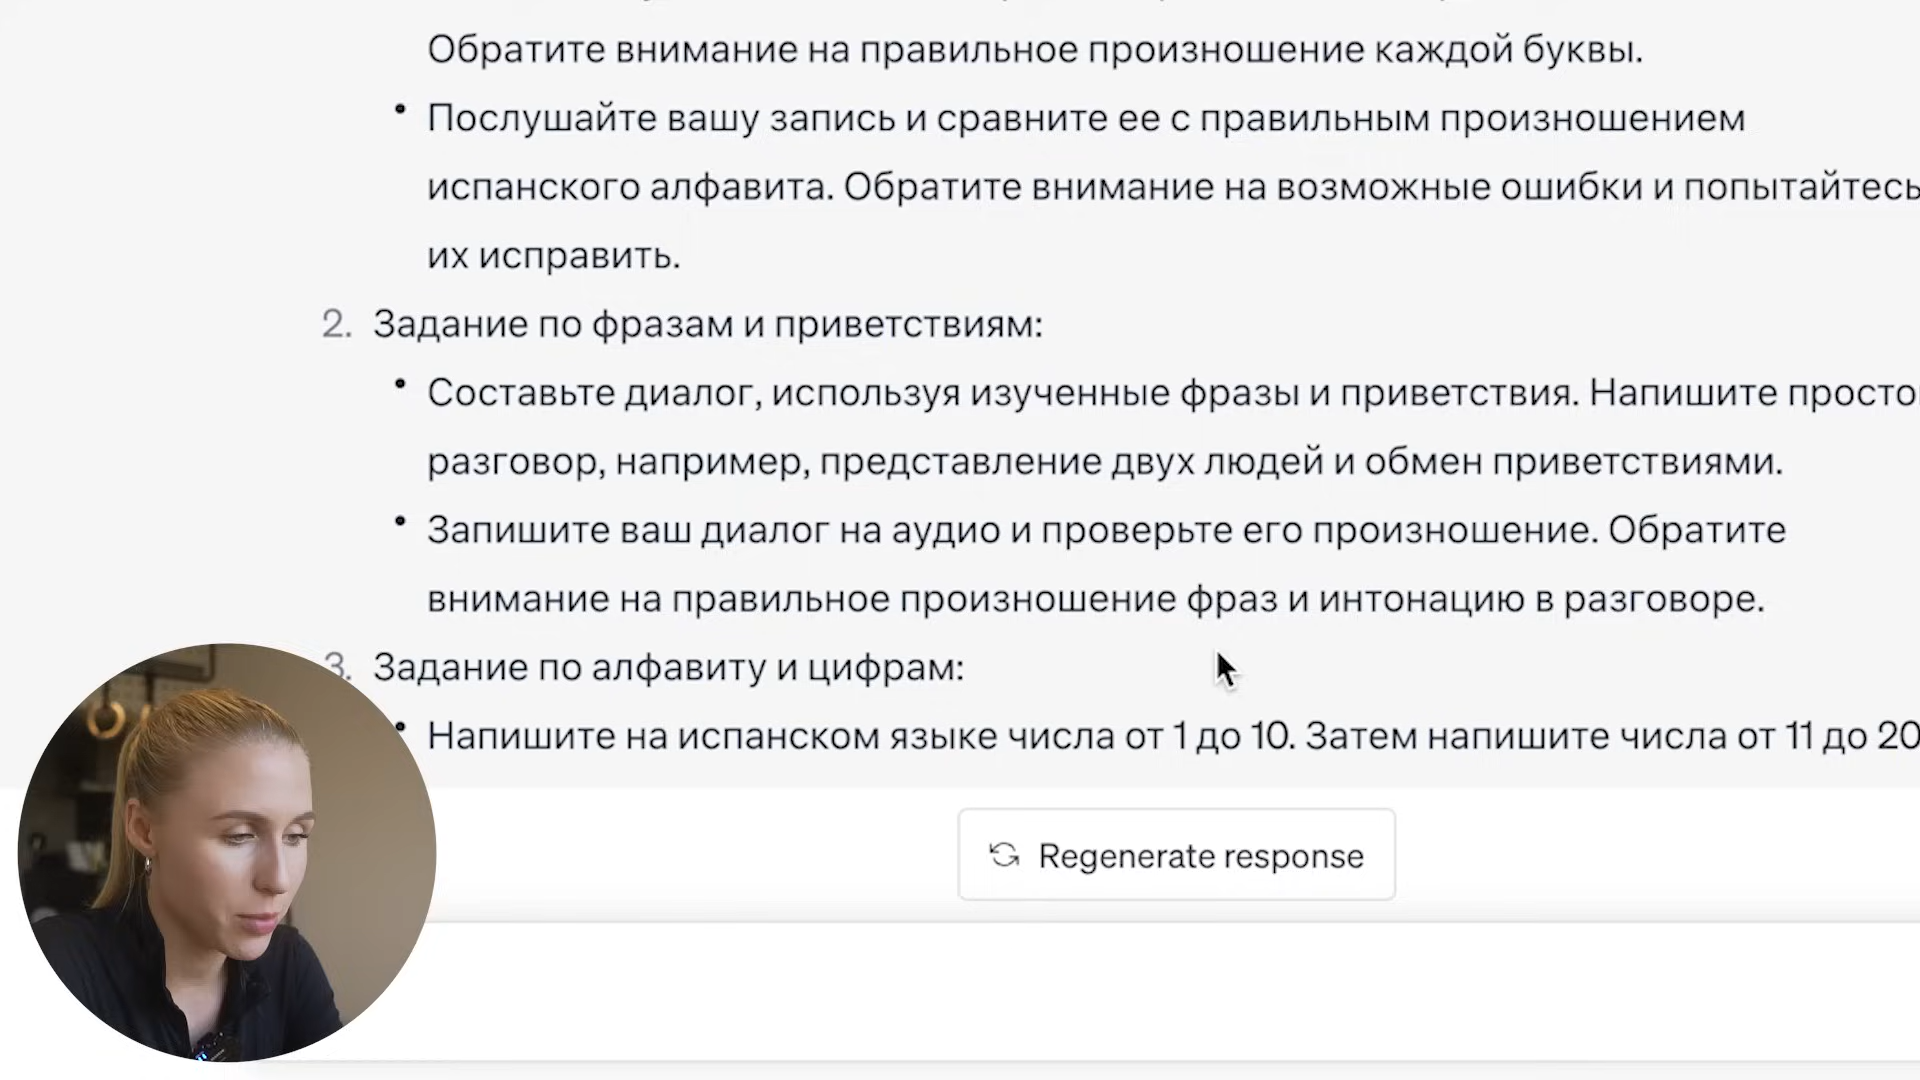 Обратите внимание на правильное произношение каждой буквы.
• Послушайте вашу запись и сравните ее с правильным произношением
испанского алфавита. Обратите внимание на возможные ошибки и попытайтесь
их исправить.
2. Задание по фразам и приветствиям:
• Составьте диалог, используя изученные фразы и приветствия. Напишите
разговор, например, представление двух людей и обмен приветствиями.
• Запишите ваш диалог на аудио и проверьте его произношение. Обратите
внимание на правильное произношение фраз и интонацию в разговоре.
3. Задание по алфавиту и цифрам:
• Напишите на испанском языке числа от 1 до 10. Затем напишите числа от 11 до 20
Regenerate response